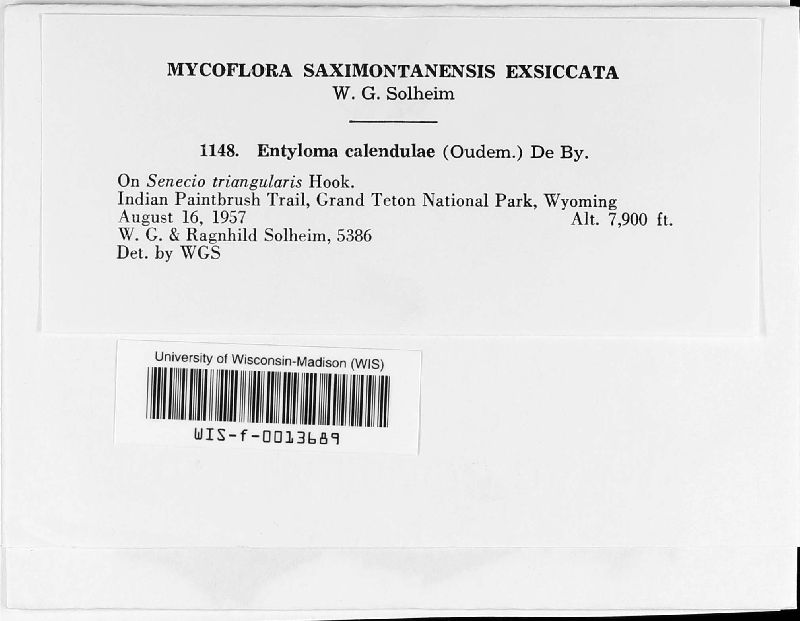 MYCOFLORA SAXIMONTANENSIS EXSICCATA
W. G. Solheim
1148. Entyloma calendulae (Oudem.) De By.
On Senecio triangularis Hook.
Indian Paintbrush Trail, Grand Teton National Park, Wyoming
August 16, 1957 Alt. 7,900 ft.
W. G. & Ragnhild Solheim, 5386
Det. by WGS
University of Wisconsin-Madison (WIS)
WIS-f-0013689